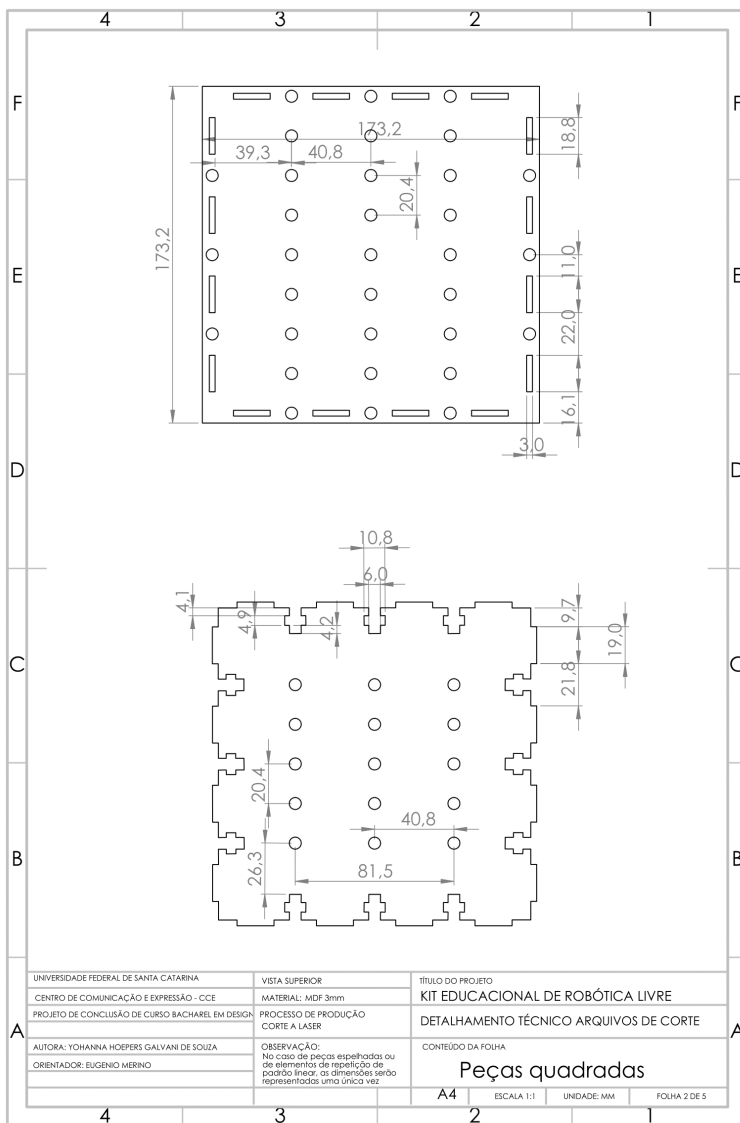 4 3 2 1
F F
173,2
18,8
39,3 40,8
20,4
173,2
11,0
E E
22,0
16,1
3,0
D D
10,8
6,0
4,1
4,9
4,2
9,7
19,0
C C
21,8
20,4
40,8
B B
26,3
81,5
UNIVERSIDADE FEDERAL DE SANTA CATARINA
CENTRO DE COMUNICAÇÃO E EXPRESSÃO - CCE
PROJETO DE CONCLUSÃO DE CURSO BACHAREL EM DESIGN
AUTORA: YOHANNA HOEPERS GALVANI DE SOUZA
ORIENTADOR: EUGENIO MERINO
VISTA SUPERIOR
MATERIAL: MDF 3mm
PROCESSO DE PRODUÇÃO
CORTE A LASER
OBSERVAÇÃO:
No caso de peças espelhadas ou
de elementos de repetição de
padrão linear, as dimensões serão
representadas uma única vez
TÍTULO DO PROJETO
KIT EDUCACIONAL DE ROBÓTICA LIVRE
DETALHAMENTO TÉCNICO ARQUIVOS DE CORTE
CONTEÚDO DA FOLHA
Peças quadradas
A4 ESCALA 1:1 UNIDADE: MM FOLHA 2 DE 5
A A
4 3 2 1